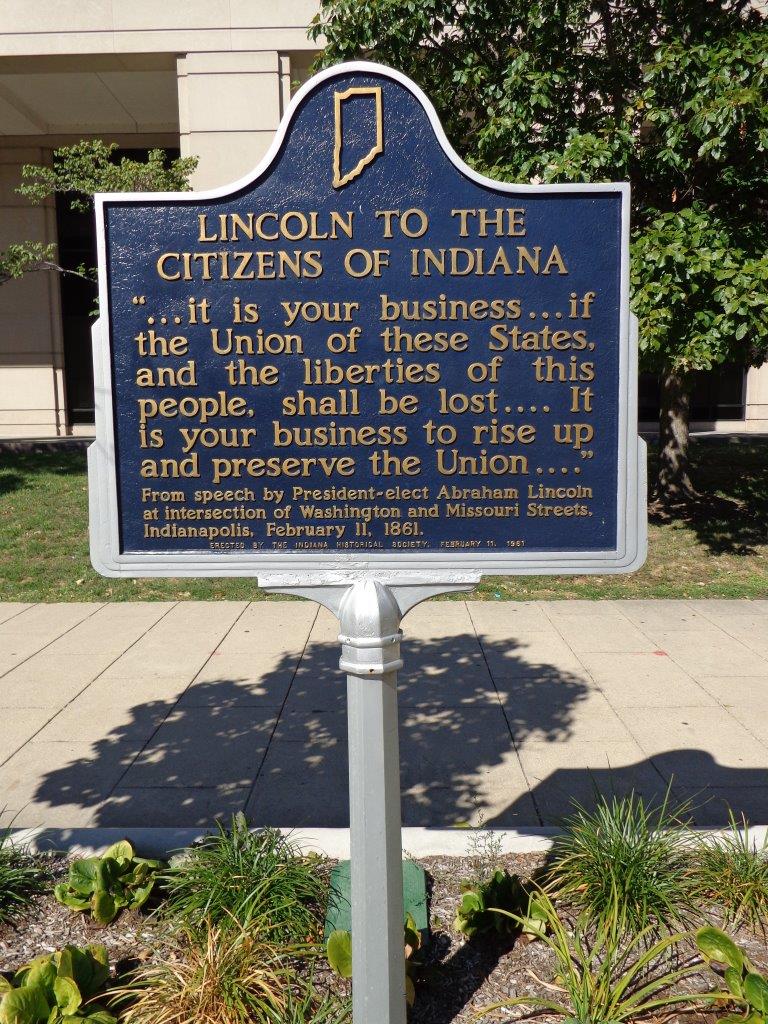 LINCOLN TO THE
CITIZENS OF INDIANA
“...it is your business...if
the Union of these States,
and the liberties of this
people, shall be lost.... It
is your business to rise up
and preserve the Union....”
From speech by President-elect Abraham Lincoln
at intersection of Washington and Missouri Streets,
Indianapolis, February 11, 1861.
ERECTED BY THE INDIANA HISTORICAL SOCIETY, FEBRUARY 11, 1961